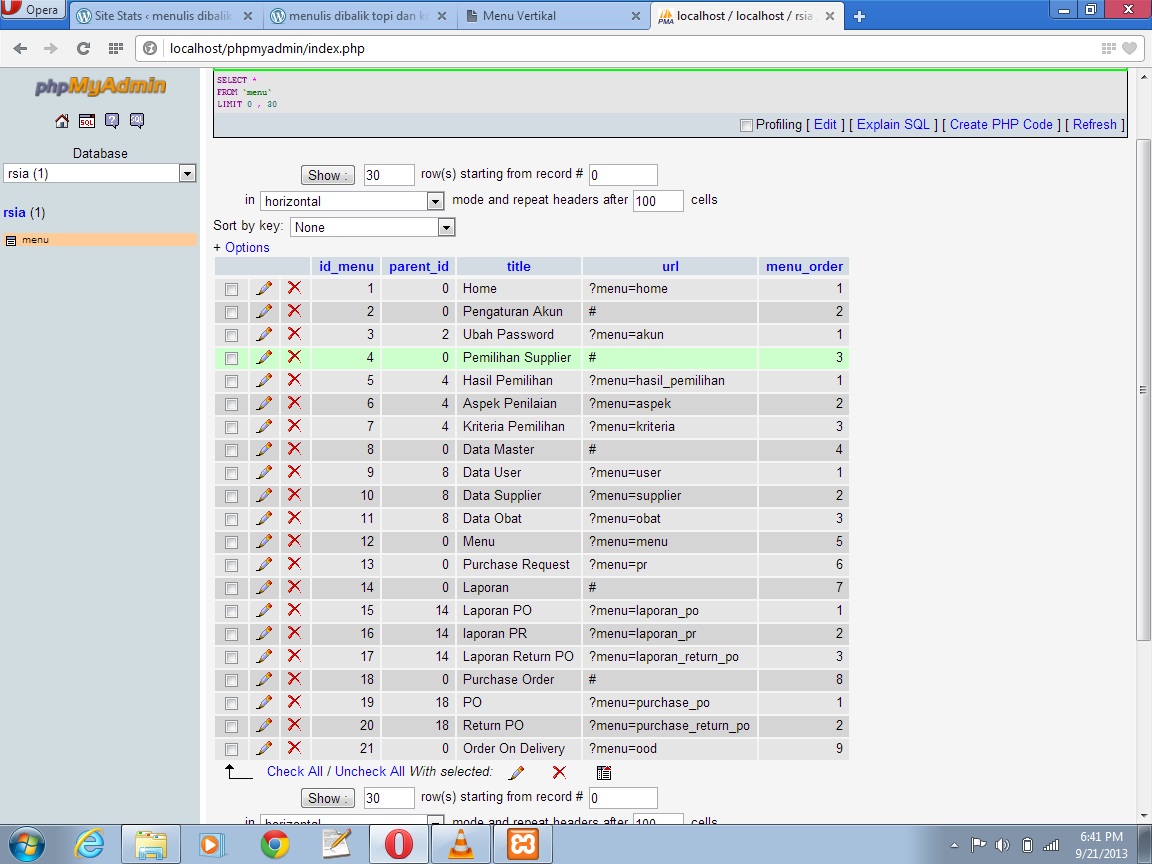 Opera
Site Stats ‹ menulis dibalik
menulis dibalik topi dan k
Menu Vertikal
PMA
localhost / localhost / rsia
localhost/phpmyadmin/index.php
phpMyAdmin
SQL
Database
rsia (1)
rsia (1)
menu
SELECT *
FROM `menu`
LIMIT 0 , 30
Profiling [ Edit ] [ Explain SQL ] [ Create PHP Code ] [ Refresh ]
Show : 30 row(s) starting from record # 0
in horizontal mode and repeat headers after 100 cells
Sort by key: None
+ Options
id_menu parent_id title url menu_order
1 0 Home ?menu=home 1
2 0 Pengaturan Akun # 2
3 2 Ubah Password ?menu=akun 1
4 0 Pemilihan Supplier # 3
5 4 Hasil Pemilihan ?menu=hasil_pemilihan 1
6 4 Aspek Penilaian ?menu=aspek 2
7 4 Kriteria Pemilihan ?menu=kriteria 3
8 0 Data Master # 4
9 8 Data User ?menu=user 1
10 8 Data Supplier ?menu=supplier 2
11 8 Data Obat ?menu=obat 3
12 0 Menu ?menu=menu 5
13 0 Purchase Request ?menu=pr 6
14 0 Laporan # 7
15 14 Laporan PO ?menu=laporan_po 1
16 14 laporan PR ?menu=laporan_pr 2
17 14 Laporan Return PO ?menu=laporan_return_po 3
18 0 Purchase Order # 8
19 18 PO ?menu=purchase_po 1
20 18 Return PO ?menu=purchase_return_po 2
21 0 Order On Delivery ?menu=ood 9
Check All / Uncheck All With selected:
Show : 30 row(s) starting from record # 0
in horizontal mode and repeat headers after 100 cells
6:41 PM
9/21/2013